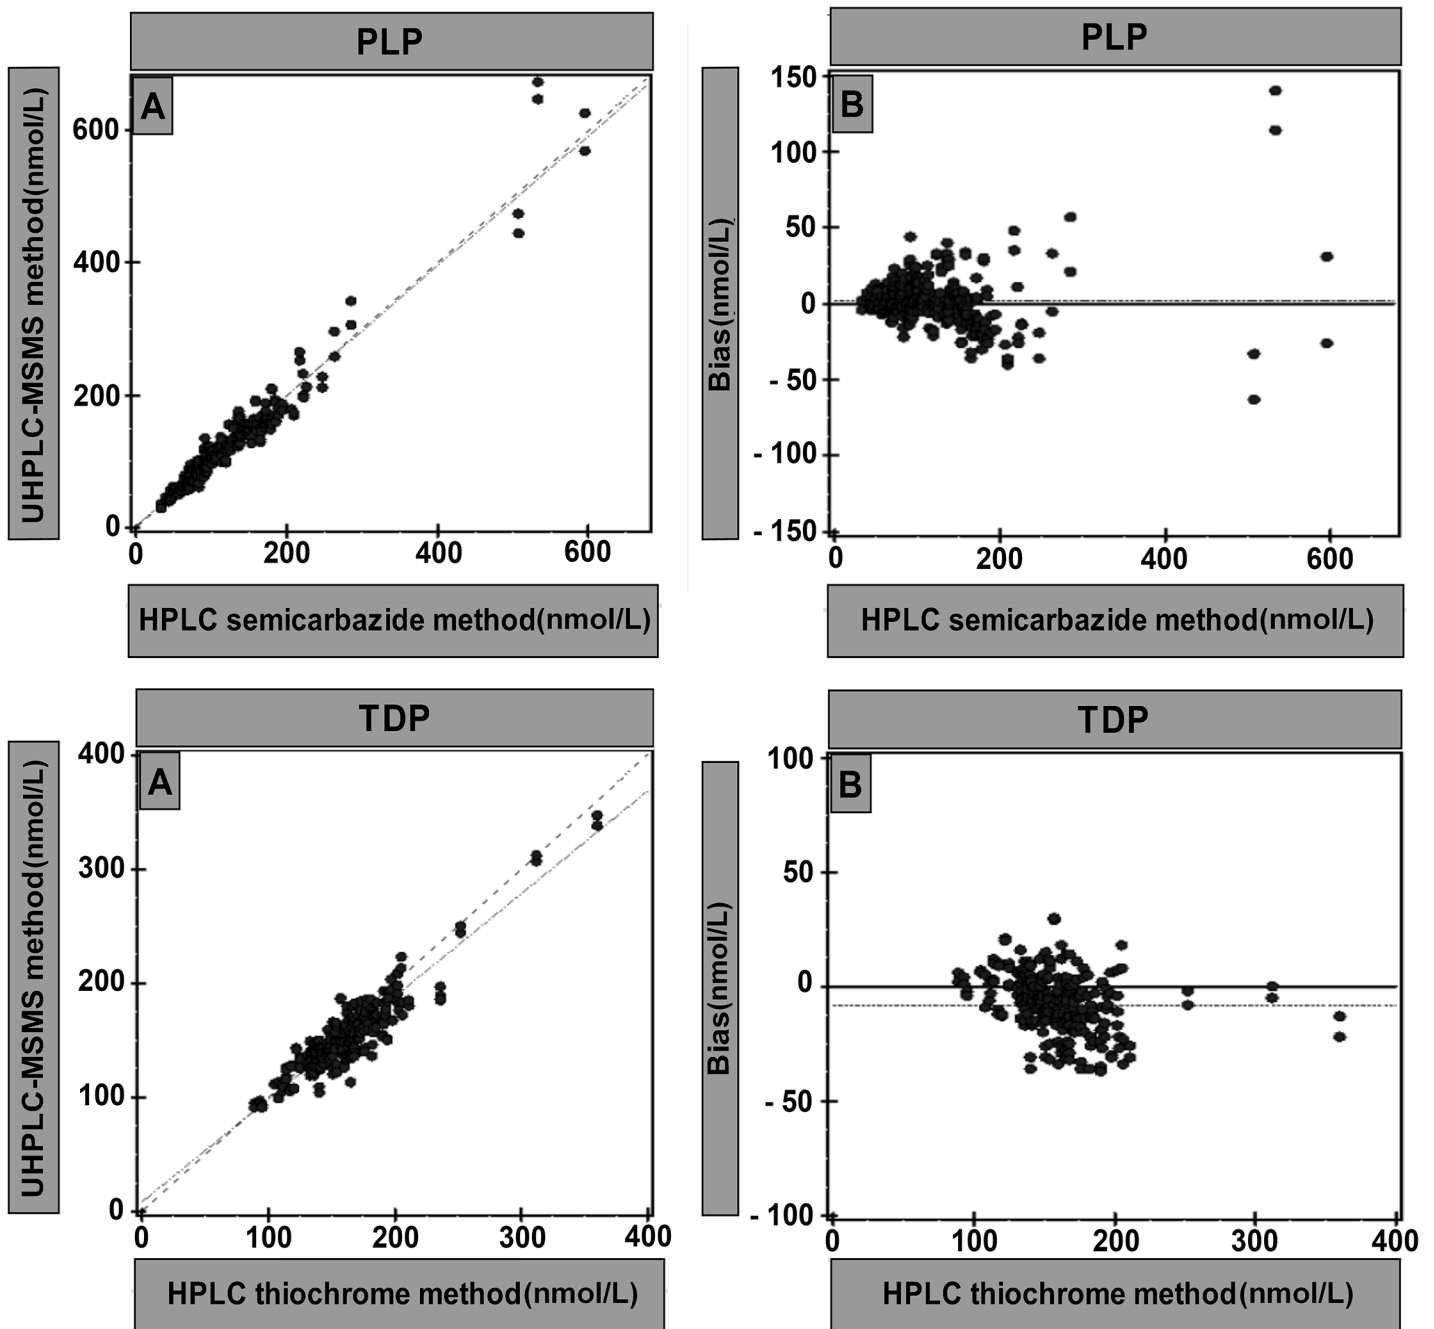 PLP
A
UHPLC-MSMS method(nmol/L)
600
400
200
0
0 200 400 600
HPLC semicarbazide method(nmol/L)
PLP
B
Bias(nmol/L)
150
100
50
0
- 50
- 100
- 150
0 200 400 600
HPLC semicarbazide method(nmol/L)
TDP
A
UHPLC-MSMS method(nmol/L)
400
300
200
100
0
0 100 200 300 400
HPLC thiochrome method(nmol/L)
TDP
B
Bias(nmol/L)
100
50
0
- 50
- 100
0 100 200 300 400
HPLC thiochrome method(nmol/L)